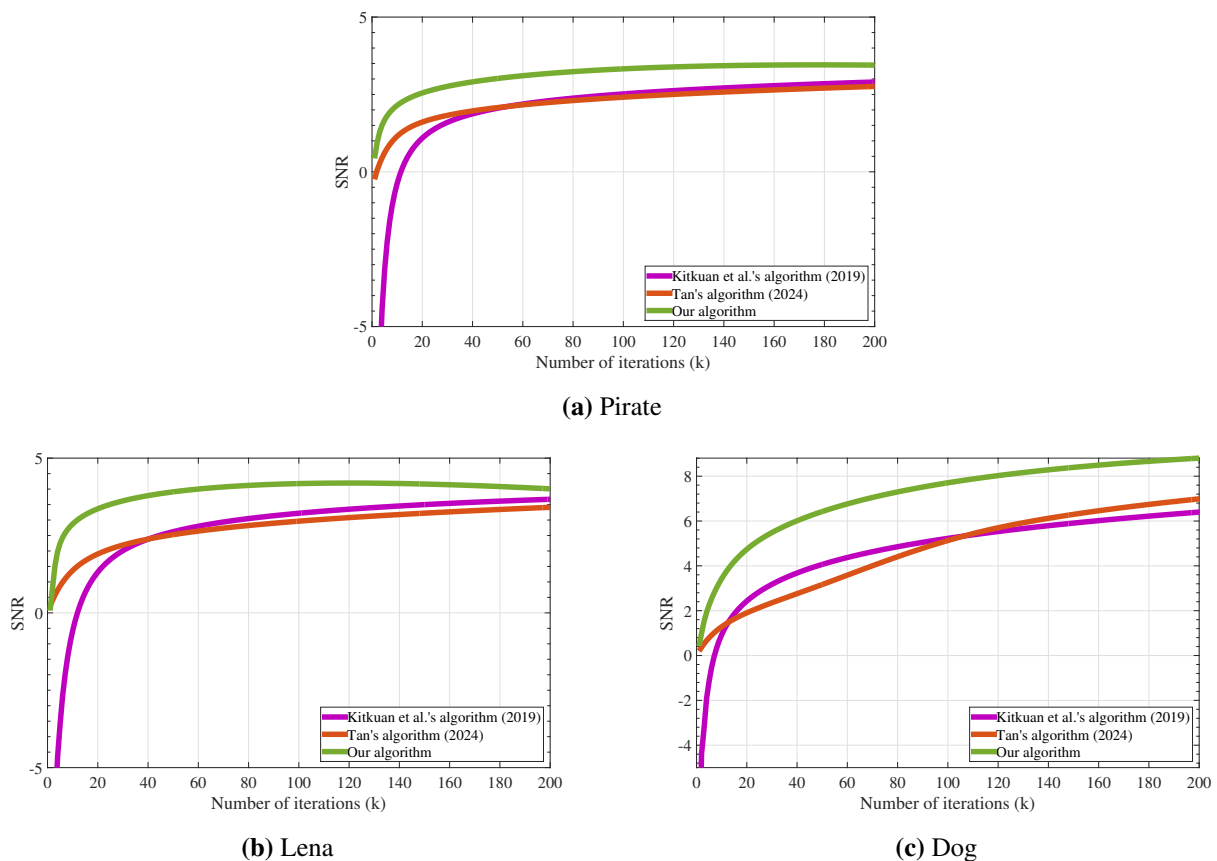 5
0
-5
SNR
Kitkuan et al.'s algorithm (2019)
Tan's algorithm (2024)
Our algorithm
0 20 40 60 80 100 120 140 160 180 200
Number of iterations (k)
(a) Pirate
5
0
-5
SNR
Kitkuan et al.'s algorithm (2019)
Tan's algorithm (2024)
Our algorithm
0 20 40 60 80 100 120 140 160 180 200
Number of iterations (k)
(b) Lena
8
6
4
2
0
-2
-4
SNR
Kitkuan et al.'s algorithm (2019)
Tan's algorithm (2024)
Our algorithm
0 20 40 60 80 100 120 140 160 180 200
Number of iterations (k)
(c) Dog